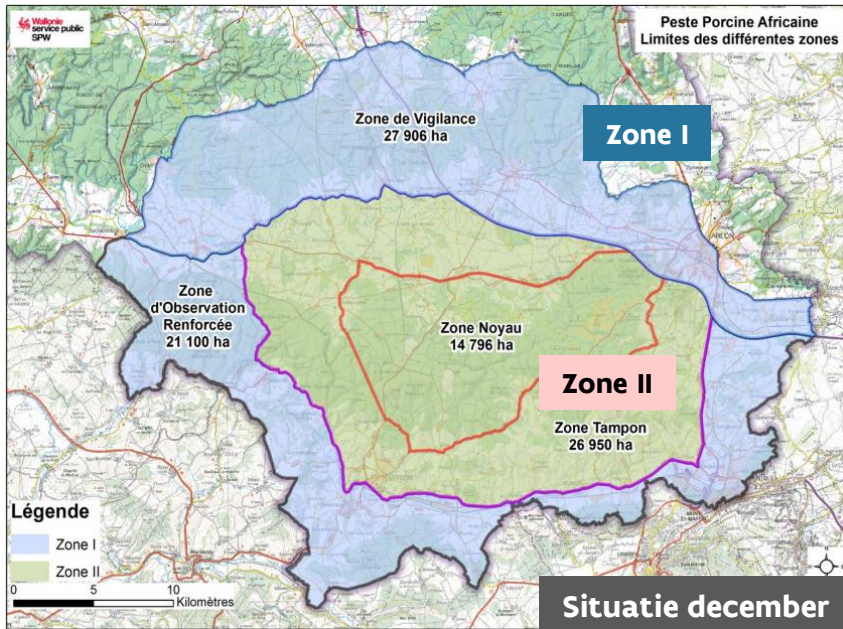 Wallonie
service public
SPW
Peste Porcine Africaine
Limites des différentes zones
Zone de Vigilance
27 906 ha
Zone I
ARLON
Zone
d'Observation
Renforcée
21 100 ha
Zone Noyau
14 796 ha
Zone II
Zone Tampon
26 950 ha
Légende
Zone I
Zone II
0 5 10
Kilomètres
Situatie december